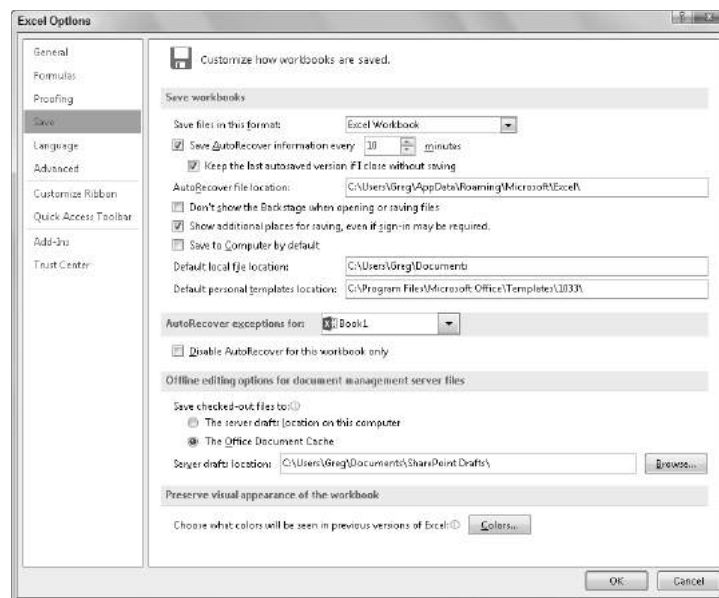 Excel Options
General
Formulas
Proofing
Save
Language
Advanced
Customize Ribbon
Quick Access Toolbar
Add-Ins
Trust Center
Customize how workbooks are saved.
Save workbooks
Save files in this format: Excel Workbook
Save AutoRecover information every 10 minutes
Keep the last autosaved version if I close without saving
AutoRecover file location: C:\Users\Greg\AppData\Roaming\Microsoft\Excel\
Don't show the Backstage when opening or saving files
Show additional places for saving, even if sign-in may be required.
Save to Computer by default
Default local file location: C:\Users\Greg\Documents
Default personal templates location: C:\Program Files\Microsoft Office\Templates\1033\
AutoRecover exceptions for: Book1
Disable AutoRecover for this workbook only
Offline editing options for document management server files
Save checked-out files to:
The server drafts location on this computer
The Office Document Cache
Server drafts location: C:\Users\Greg\Documents\SharePoint Drafts\ Browse...
Preserve visual appearance of the workbook
Choose what colors will be seen in previous versions of Excel: Colors...
OK Cancel